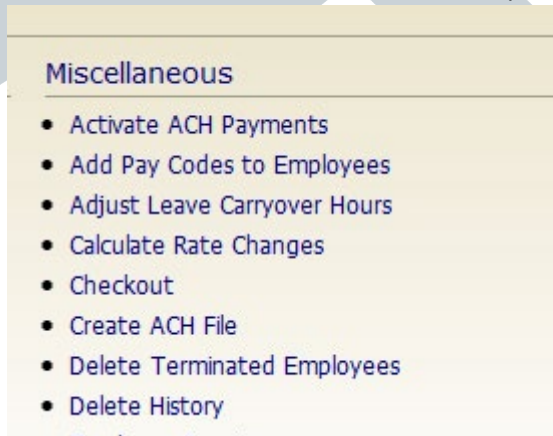 Miscellaneous
• Activate ACH Payments
• Add Pay Codes to Employees
• Adjust Leave Carryover Hours
• Calculate Rate Changes
• Checkout
• Create ACH File
• Delete Terminated Employees
• Delete History